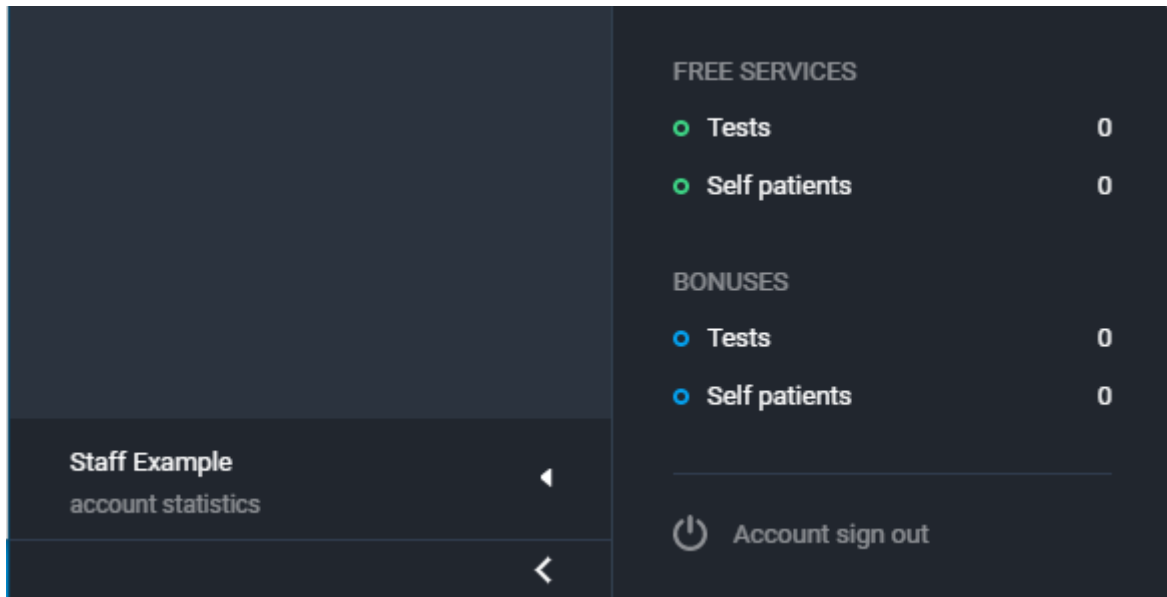 FREE SERVICES
Tests 0
Self patients 0
BONUSES
Tests 0
Self patients 0
Staff Example
account statistics
Account sign out